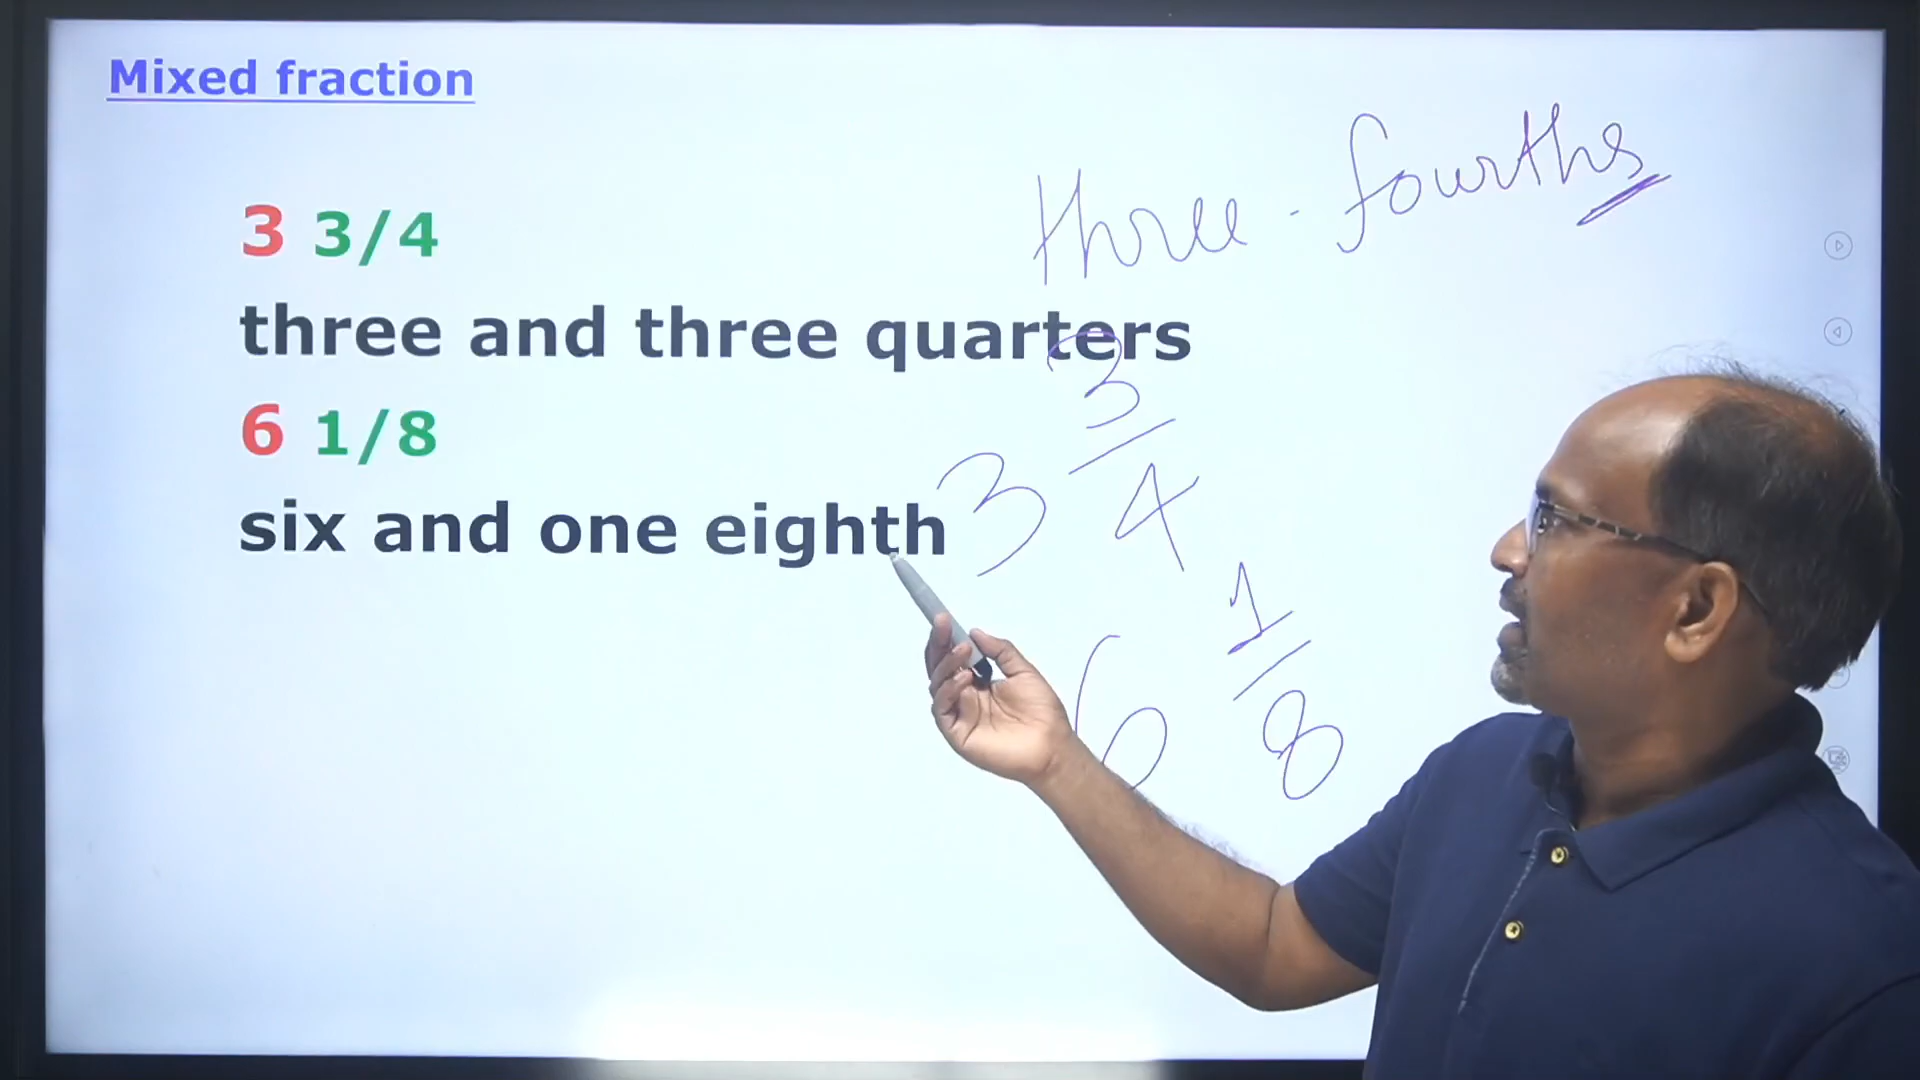 Mixed fraction
three-fourths
3 3/4
three and three quarters
3 3/4
6 1/8
six and one eighth
6 1/8